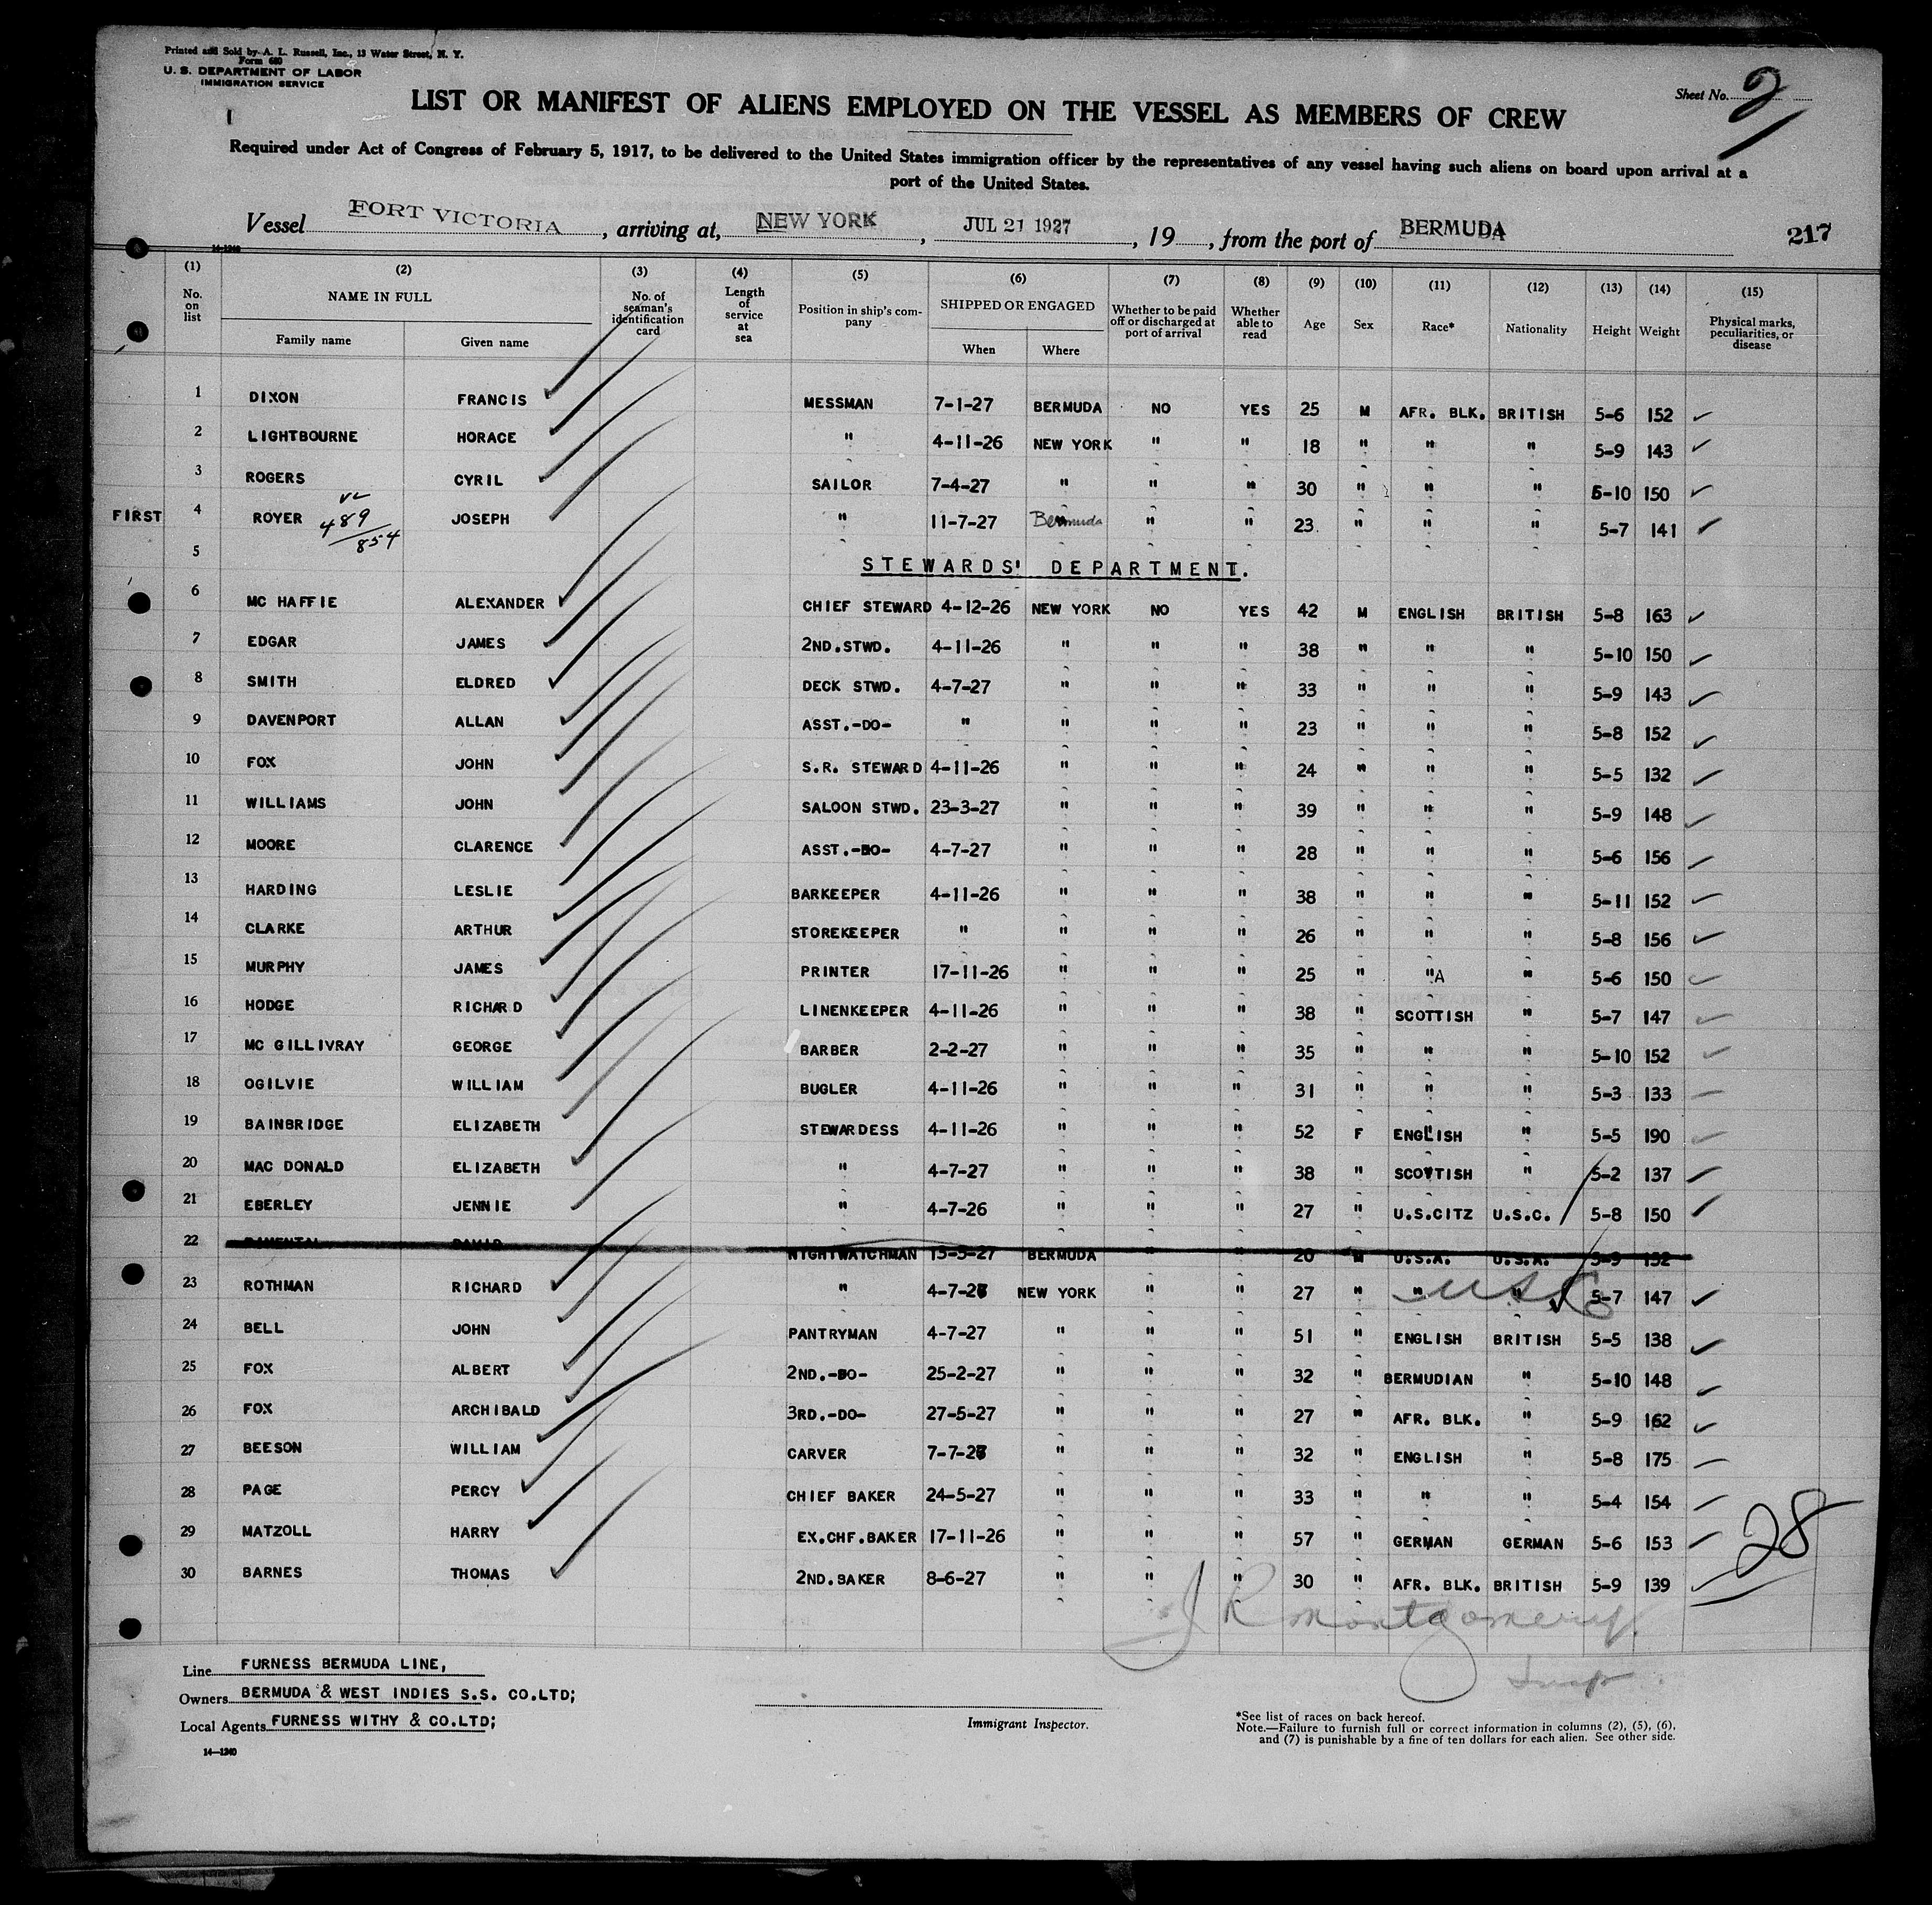 Printed and Sold by A. L. Russell, Inc., 13 Water Street, N. Y.
Form 680
U. S. DEPARTMENT OF LABOR
IMMIGRATION SERVICE
Sheet No. 2
LIST OR MANIFEST OF ALIENS EMPLOYED ON THE VESSEL AS MEMBERS OF CREW
Required under Act of Congress of February 5, 1917, to be delivered to the United States immigration officer by the representatives of any vessel having such aliens on board upon arrival at a
port of the United States.
Vessel FORT VICTORIA, arriving at, NEW YORK, JUL 21 1927, 19, from the port of BERMUDA 217
14-1240
(1) (2) (3) (4) (5) (6) (7) (8) (9) (10) (11) (12) (13) (14) (15)
No. on list NAME IN FULL Family name Given name No. of seaman's identification card Length of service at sea Position in ship's company SHIPPED OR ENGAGED When Where Whether to be paid off or discharged at port of arrival Whether able to read Age Sex Race* Nationality Height Weight Physical marks, peculiarities, or disease
1 DIXON FRANCIS MESSMAN 7-1-27 BERMUDA NO YES 25 M AFR. BLK. BRITISH 5-6 152
2 LIGHTBOURNE HORACE " 4-11-26 NEW YORK " " 18 " " " 5-9 143
3 ROGERS CYRIL SAILOR 7-4-27 " " " 30 " " " 5-10 150
FIRST 4 ROYER 489/854 JOSEPH " 11-7-27 Bermuda " " 23 " " " 5-7 141
5 STEWARDS' DEPARTMENT.
6 MC HAFFIE ALEXANDER CHIEF STEWARD 4-12-26 NEW YORK NO YES 42 M ENGLISH BRITISH 5-8 163
7 EDGAR JAMES 2ND.STWD. 4-11-26 " " " 38 " " " 5-10 150
8 SMITH ELDRED DECK STWD. 4-7-27 " " " 33 " " " 5-9 143
9 DAVENPORT ALLAN ASST.-DO- " " " " 23 " " " 5-8 152
10 FOX JOHN S.R. STEWARD 4-11-26 " " " 24 " " " 5-5 132
11 WILLIAMS JOHN SALOON STWD. 23-3-27 " " " 39 " " " 5-9 148
12 MOORE CLARENCE ASST.-DO- 4-7-27 " " " 28 " " " 5-6 156
13 HARDING LESLIE BARKEEPER 4-11-26 " " " 38 " " " 5-11 152
14 CLARKE ARTHUR STOREKEEPER " " " " 26 " " " 5-8 156
15 MURPHY JAMES PRINTER 17-11-26 " " " 25 " "A " 5-6 150
16 HODGE RICHARD LINENKEEPER 4-11-26 " " " 38 " SCOTTISH " 5-7 147
17 MC GILLIVRAY GEORGE BARBER 2-2-27 " " " 35 " " " 5-10 152
18 OGILVIE WILLIAM BUGLER 4-11-26 " " " 31 " " " 5-3 133
19 BAINBRIDGE ELIZABETH STEWARDESS 4-11-26 " " " 52 F ENGLISH " 5-5 190
20 MAC DONALD ELIZABETH " 4-7-27 " " " 38 " SCOTTISH " 5-2 137
21 EBERLEY JENNIE " 4-7-26 " " " 27 " U.S.CITZ U.S.C. 5-8 150
22 DAVID NIGHTWATCHMAN 13-3-27 BERMUDA " " 20 M U.S.A. U.S.A. 5-9 152
23 ROTHMAN RICHARD " 4-7-27 NEW YORK " " 27 " " " 5-7 147
24 BELL JOHN PANTRYMAN 4-7-27 " " " 51 " ENGLISH BRITISH 5-5 138
25 FOX ALBERT 2ND.-DO- 25-2-27 " " " 32 " BERMUDIAN " 5-10 148
26 FOX ARCHIBALD 3RD.-DO- 27-5-27 " " " 27 " AFR. BLK. " 5-9 162
27 BEESON WILLIAM CARVER 7-7-27 " " " 32 " ENGLISH " 5-8 175
28 PAGE PERCY CHIEF BAKER 24-5-27 " " " 33 " " " 5-4 154
29 MATZOLL HARRY EX.CHF.BAKER 17-11-26 " " " 57 " GERMAN GERMAN 5-6 153
28
30 BARNES THOMAS 2ND.BAKER 8-6-27 " " " 30 " AFR. BLK. BRITISH 5-9 139
J R Montgomery
Insp.
Line FURNESS BERMUDA LINE,
Owners BERMUDA & WEST INDIES S.S. CO.LTD;
Local Agents FURNESS WITHY & CO.LTD;
Immigrant Inspector.
*See list of races on back hereof.
Note.—Failure to furnish full or correct information in columns (2), (5), (6),
and (7) is punishable by a fine of ten dollars for each alien. See other side.
14—1240